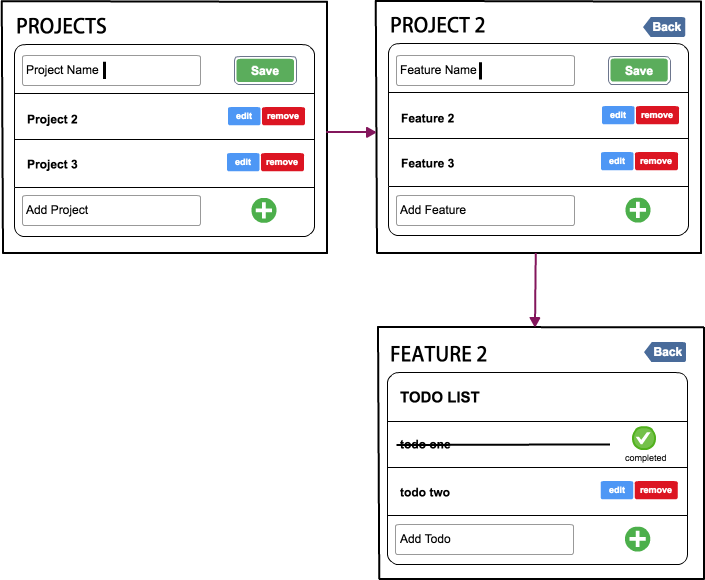 PROJECTS
Project Name
Save
Project 2
edit
remove
Project 3
edit
remove
Add Project
PROJECT 2
Back
Feature Name
Save
Feature 2
edit
remove
Feature 3
edit
remove
Add Feature
FEATURE 2
Back
TODO LIST
todo one
completed
todo two
edit
remove
Add Todo